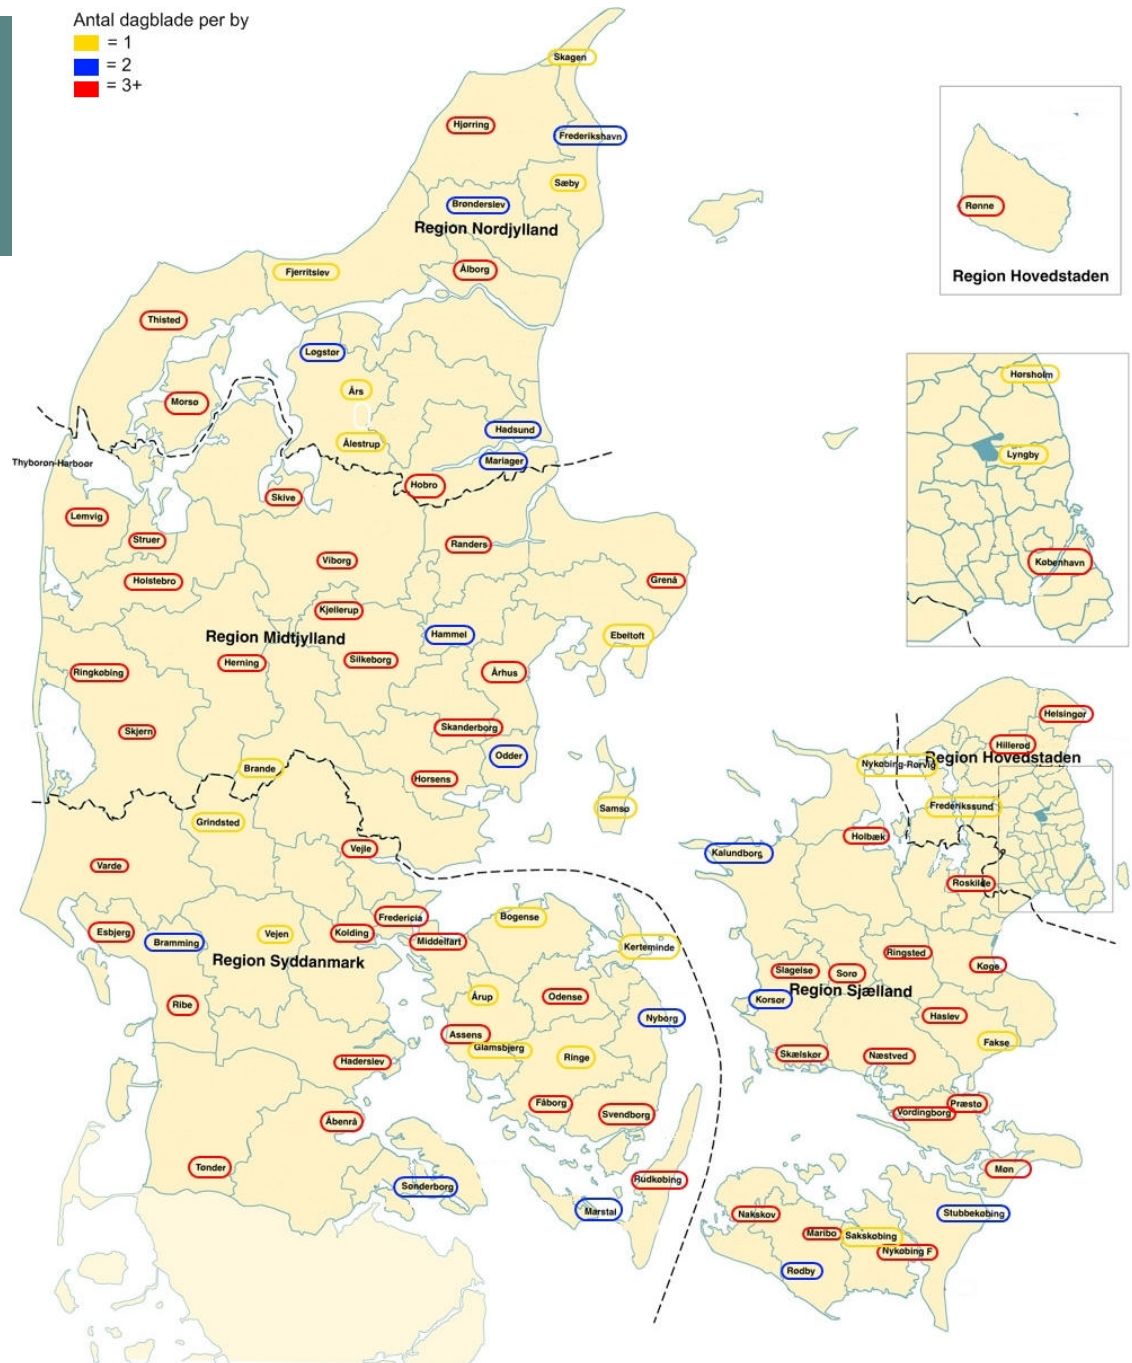 Antal dagblade per by
= 1
= 2
= 3+
Skagen
Hjørring
Frederikshavn
Sæby
Brønderslev
Region Nordjylland
Rønne
Region Hovedstaden
Fjerritslev
Ålborg
Thisted
Løgstør
Års
0
Morsø
Hørsholm
Hadsund
Ålestrup
Lyngby
Thyborøn-Harboør
Mariager
Hobro
Skive
Lemvig
Struer
Randers
Viborg
København
Holstebro
Grenå
Kjellerup
Region Midtjylland
Hammel
Ebeltoft
Herning
Silkeborg
Ringkøbing
Århus
Helsingør
Skjern
Skanderborg
Hillerød
Odder
Region Hovedstaden
Nykøbing-Rørvig
Brande
Horsens
Samsø
Frederikssund
Grindsted
Holbæk
Vejle
Kalundborg
Varde
Roskilde
Fredericia
Bogense
Esbjerg
Bramming
Vejen
Kolding
Middelfart
Kerteminde
Region Syddanmark
Ringsted
Køge
Slagelse
Sorø
Region Sjælland
Årup
Odense
Korsør
Ribe
Nyborg
Haslev
Assens
Glamsbjerg
Ringe
Fakse
Skælskør
Næstved
Haderslev
Fåborg
Svendborg
Præstø
Vordingborg
Åbenrå
Tønder
Møn
Rudkøbing
Sønderborg
Marstal
Nakskov
Stubbekøbing
Maribo
Sakskøbing
Nykøbing F
Rødby